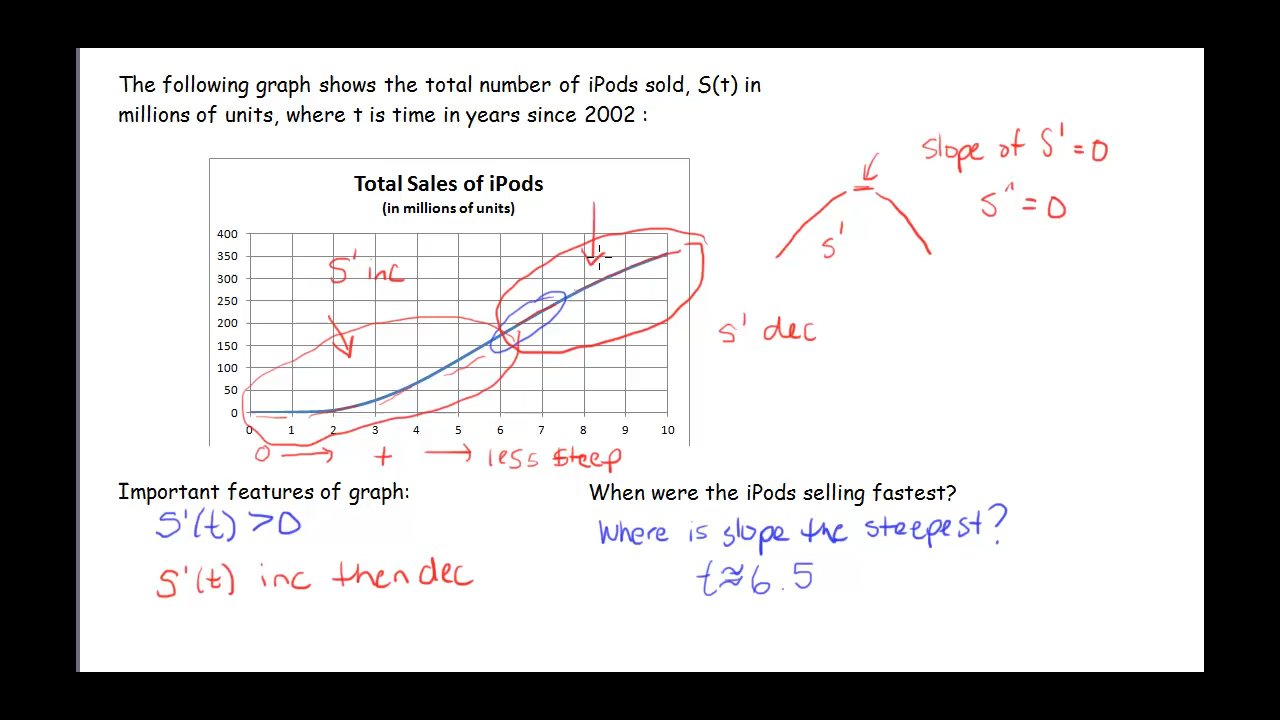 The following graph shows the total number of iPods sold, S(t) in
millions of units, where t is time in years since 2002 :
slope of S' = 0
S'' = 0
S'
Total Sales of iPods
(in millions of units)
400
350
300
250
200
150
100
50
0
S' inc
S' dec
0 1 2 3 4 5 6 7 8 9 10
0 → + → less steep
Important features of graph:
S'(t) > 0
S'(t) inc then dec
When were the iPods selling fastest?
Where is slope the steepest?
t ≈ 6.5